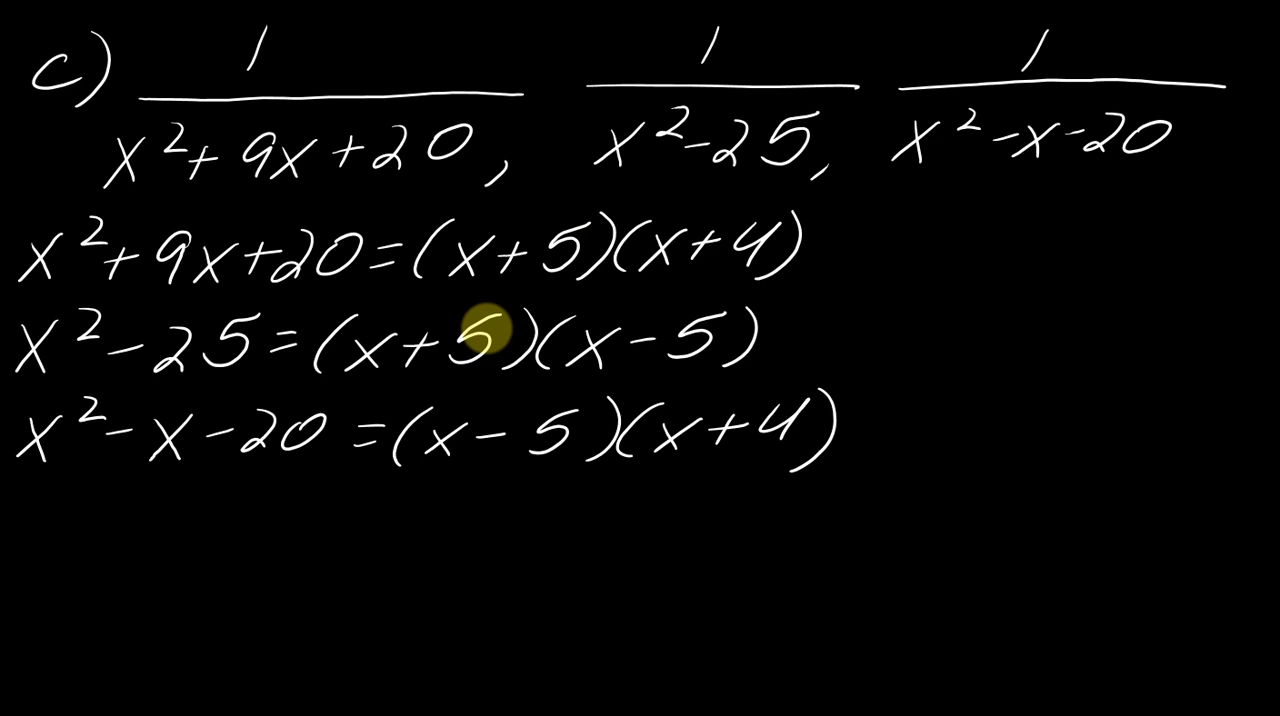 c) 1/(x²+9x+20), 1/(x²-25), 1/(x²-x-20)
x²+9x+20=(x+5)(x+4)
x²-25=(x+5)(x-5)
x²-x-20=(x-5)(x+4)